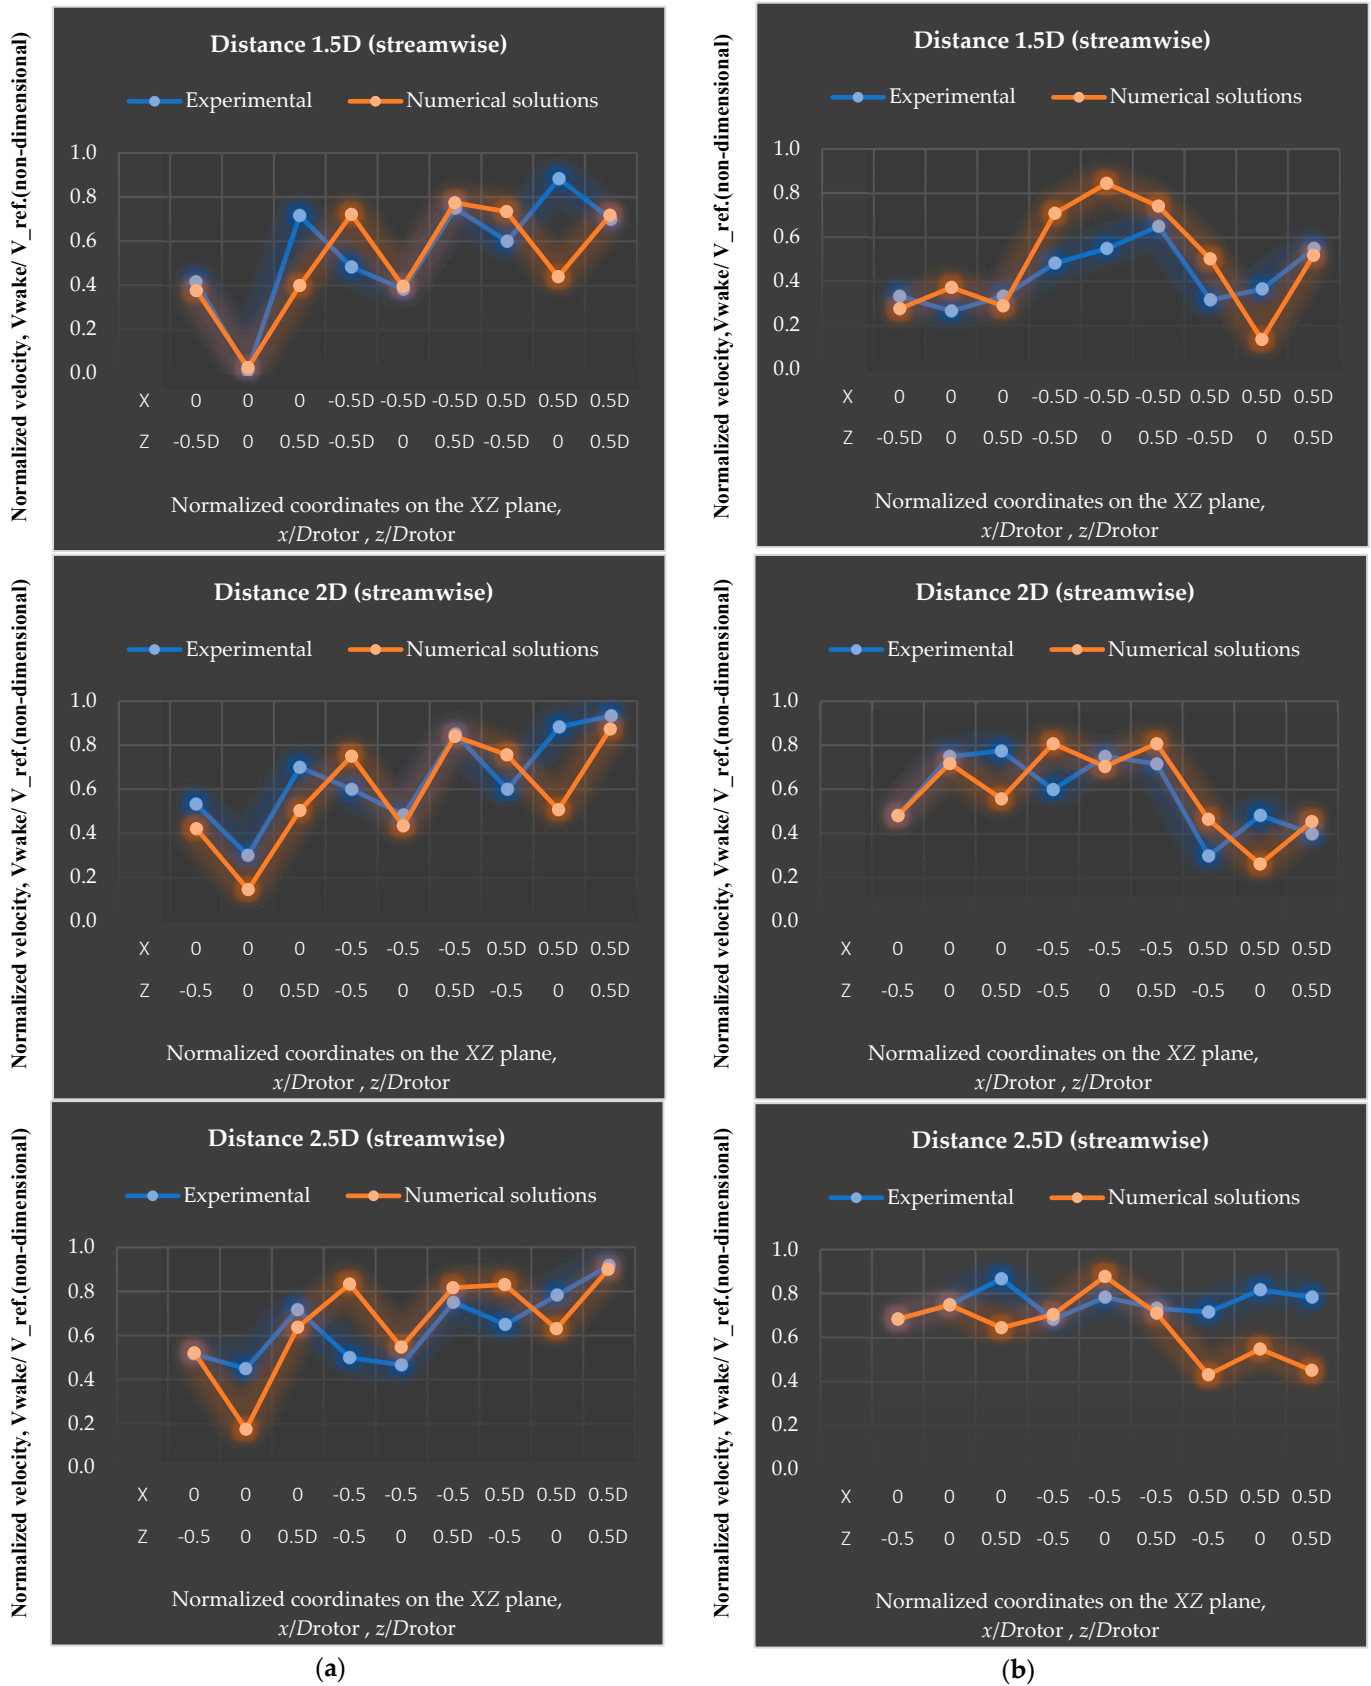 Normalized velocity, Vwake/ V_ref.(non-dimensional)
Distance 1.5D (streamwise)
Experimental Numerical solutions
1.0
0.8
0.6
0.4
0.2
0.0
X 0 0 0 -0.5D -0.5D -0.5D 0.5D 0.5D 0.5D
Z -0.5D 0 0.5D -0.5D 0 0.5D -0.5D 0 0.5D
Normalized coordinates on the XZ plane,
x/Drotor , z/Drotor
Normalized velocity,Vwake/ V_ref.(non-dimensional)
Distance 1.5D (streamwise)
Experimental Numerical solutions
1.0
0.8
0.6
0.4
0.2
0.0
X 0 0 0 -0.5D -0.5D -0.5D 0.5D 0.5D 0.5D
Z -0.5D 0 0.5D -0.5D 0 0.5D -0.5D 0 0.5D
Normalized coordinates on the XZ plane,
x/Drotor , z/Drotor
Normalized velocity, Vwake/ V_ref.(non-dimensional)
Distance 2D (streamwise)
Experimental Numerical solutions
1.0
0.8
0.6
0.4
0.2
0.0
X 0 0 0 -0.5 -0.5 -0.5 0.5D 0.5D 0.5D
Z -0.5 0 0.5D -0.5 0 0.5D -0.5 0 0.5D
Normalized coordinates on the XZ plane,
x/Drotor , z/Drotor
Normalized velocity, Vwake/ V_ref.(non-dimensional)
Distance 2D (streamwise)
Experimental Numerical solutions
1.0
0.8
0.6
0.4
0.2
0.0
X 0 0 0 -0.5 -0.5 -0.5 0.5D 0.5D 0.5D
Z -0.5 0 0.5D -0.5 0 0.5D -0.5 0 0.5D
Normalized coordinates on the XZ plane,
x/Drotor , z/Drotor
Normalized velocity, Vwake/ V_ref.(non-dimensional)
Distance 2.5D (streamwise)
Experimental Numerical solutions
1.0
0.8
0.6
0.4
0.2
0.0
X 0 0 0 -0.5 -0.5 -0.5 0.5D 0.5D 0.5D
Z -0.5 0 0.5D -0.5 0 0.5D -0.5 0 0.5D
Normalized coordinates on the XZ plane,
x/Drotor , z/Drotor
(a)
Normalized velocity, Vwake/ V_ref.(non-dimensional)
Distance 2.5D (streamwise)
Experimental Numerical solutions
1.0
0.8
0.6
0.4
0.2
0.0
X 0 0 0 -0.5 -0.5 -0.5 0.5D 0.5D 0.5D
Z -0.5 0 0.5D -0.5 0 0.5D -0.5 0 0.5D
Normalized coordinates on the XZ plane,
x/Drotor , z/Drotor
(b)